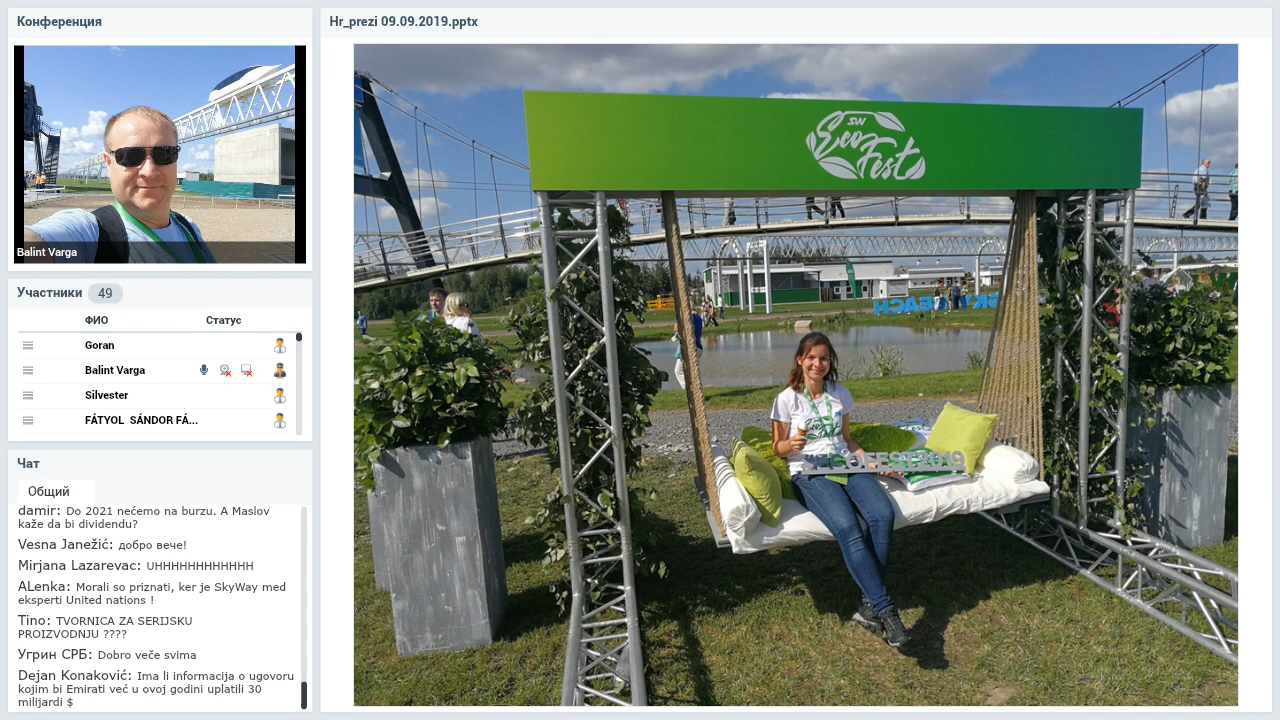 Конференция
Balint Varga
Участники 49
ФИО Статус
Goran
Balint Varga
Silvester
FÁTYOL SÁNDOR FÁ...
Чат
Общий
damir: Do 2021 nećemo na burzu. A Maslov
kaže da bi dividendu?
Vesna Janežić: добро вече!
Mirjana Lazarevac: UHHHHHHHHHHHH
ALenka: Morali so priznati, ker je SkyWay med
eksperti United nations !
Tino: TVORNICA ZA SERIJSKU
PROIZVODNJU ????
Угрин СРБ: Dobro veče svima
Dejan Konaković: Ima li informacija o ugovoru
kojim bi Emirati već u ovoj godini uplatili 30
milijardi $
Hr_prezi 09.09.2019.pptx
SW
EcoFest
#ECOFEST2019